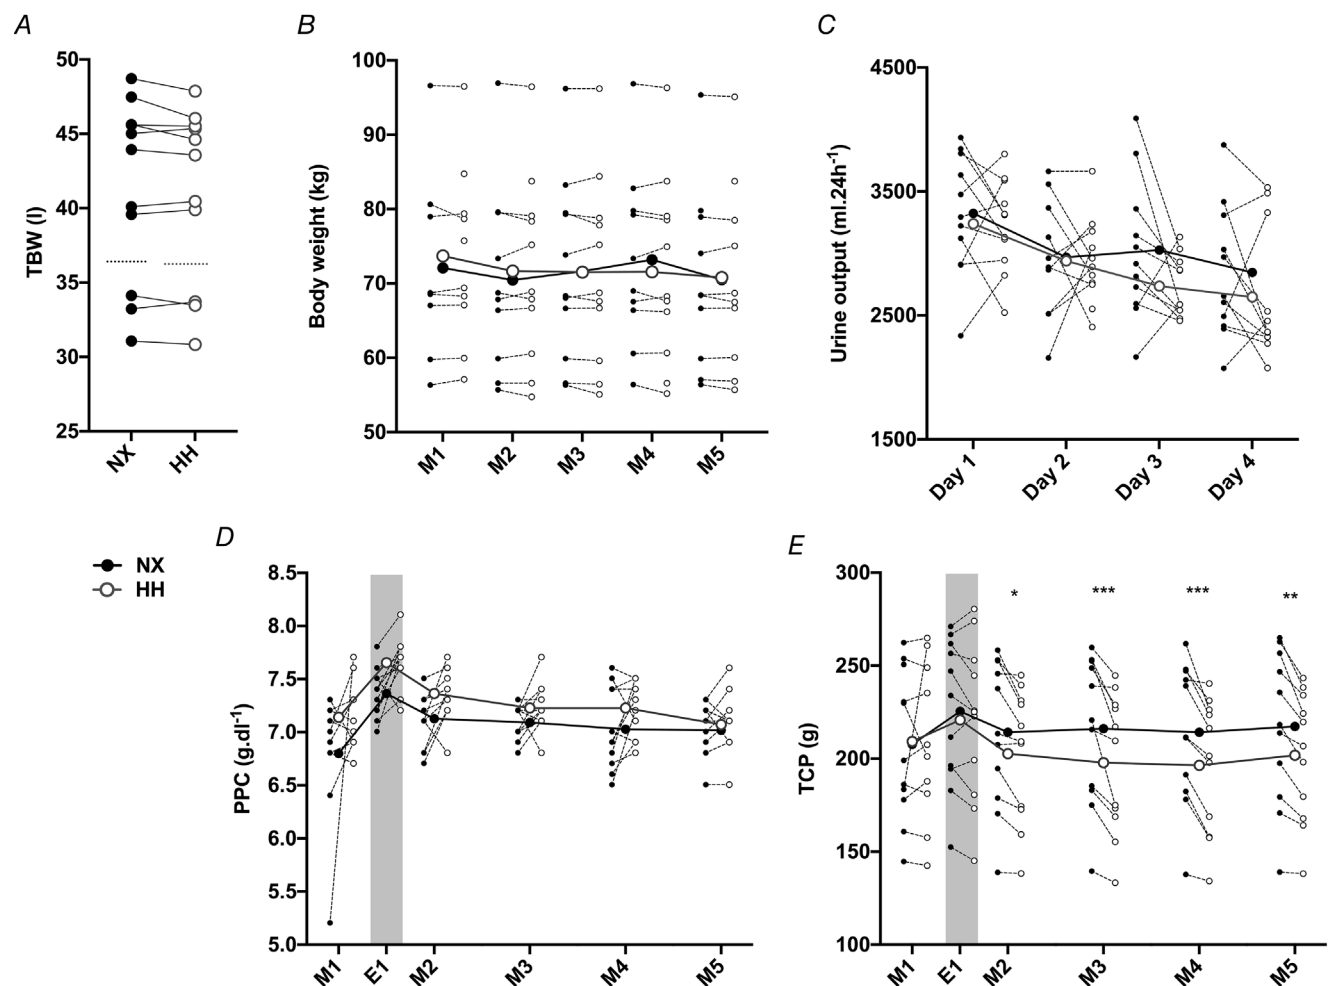 A
B
C
50
45
40
35
30
25
TBW (l)
NX
HH
100
90
80
70
60
50
Body weight (kg)
M1
M2
M3
M4
M5
4500
3500
2500
1500
Urine output (ml.24h⁻¹)
Day 1
Day 2
Day 3
Day 4
NX
HH
D
E
8.5
8.0
7.5
7.0
6.5
6.0
5.5
5.0
PPC (g.dl⁻¹)
M1
E1
M2
M3
M4
M5
300
250
200
150
100
TCP (g)
*
***
***
**
M1
E1
M2
M3
M4
M5